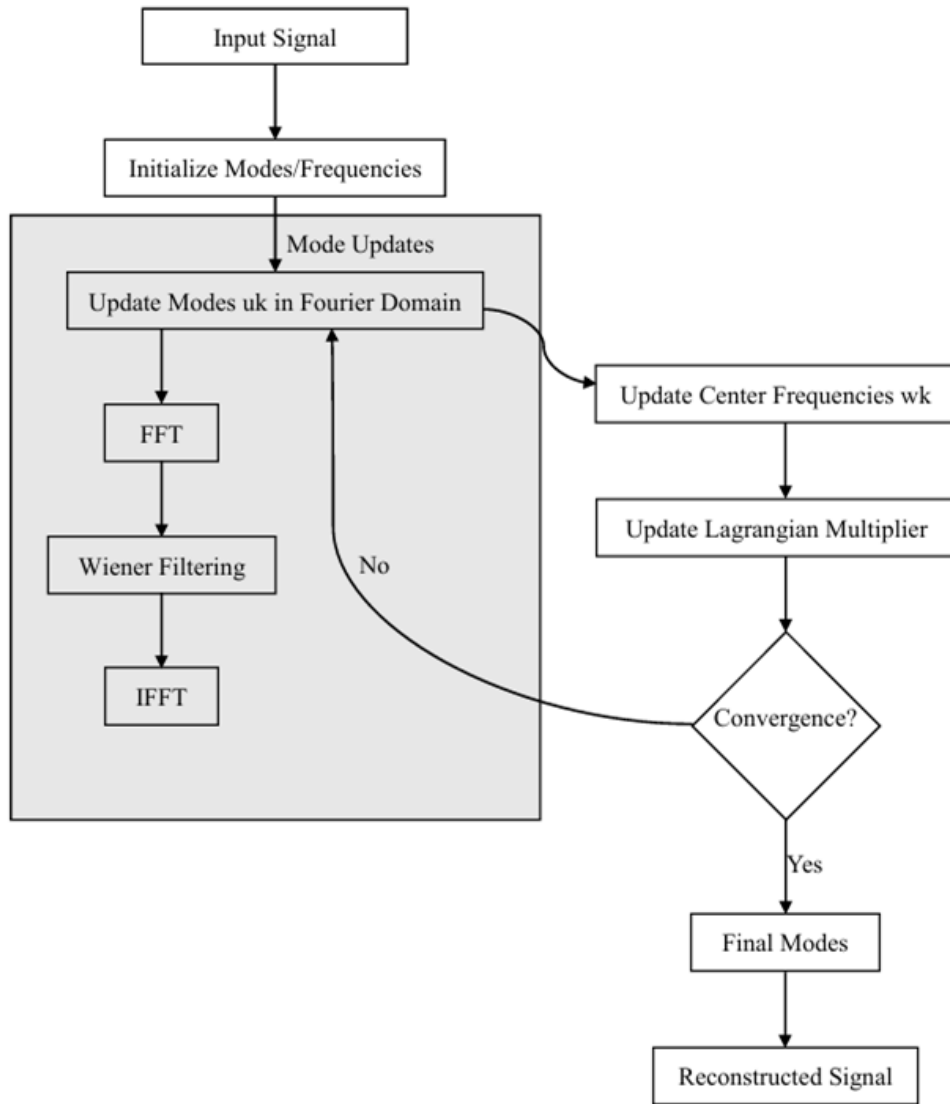 Input Signal
Initialize Modes/Frequencies
Mode Updates
Update Modes uk in Fourier Domain
Update Center Frequencies wk
FFT
Update Lagrangian Multiplier
Wiener Filtering
No
IFFT
Convergence?
Yes
Final Modes
Reconstructed Signal